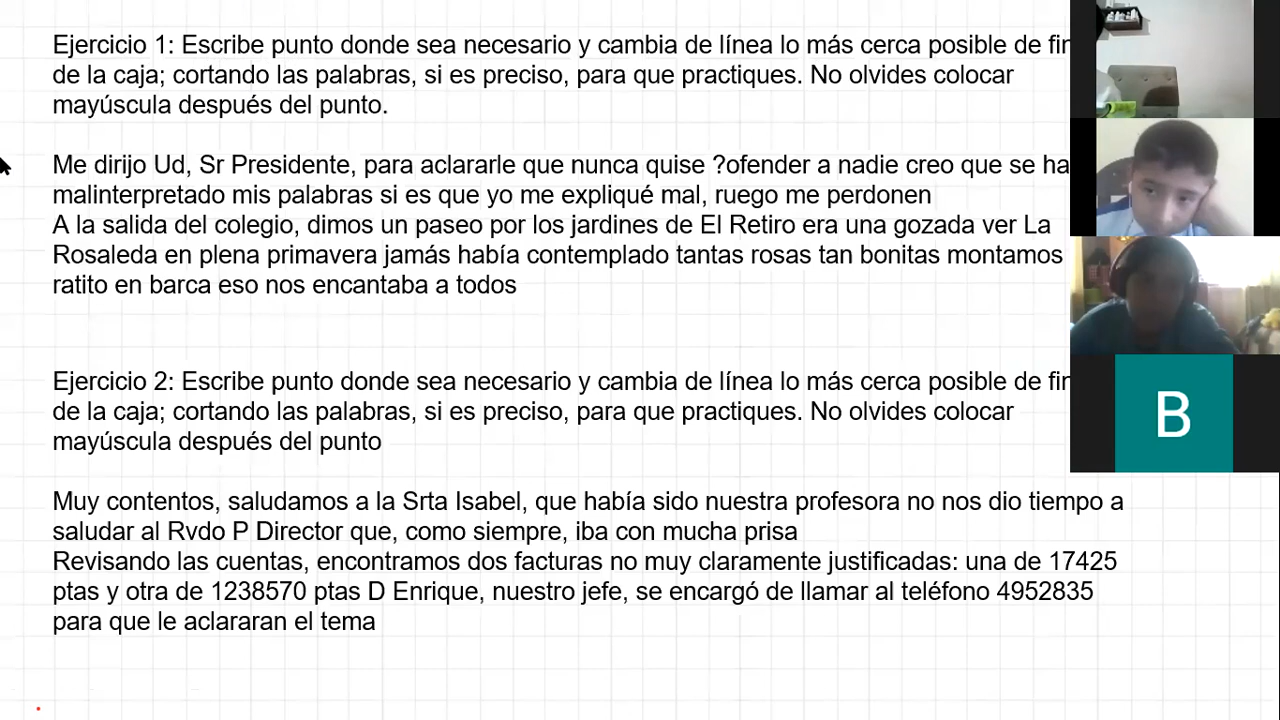 Ejercicio 1: Escribe punto donde sea necesario y cambia de línea lo más cerca posible de fin
de la caja; cortando las palabras, si es preciso, para que practiques. No olvides colocar
mayúscula después del punto.
Me dirijo Ud, Sr Presidente, para aclararle que nunca quise ?ofender a nadie creo que se ha
malinterpretado mis palabras si es que yo me expliqué mal, ruego me perdonen
A la salida del colegio, dimos un paseo por los jardines de El Retiro era una gozada ver La
Rosaleda en plena primavera jamás había contemplado tantas rosas tan bonitas montamos
ratito en barca eso nos encantaba a todos
Ejercicio 2: Escribe punto donde sea necesario y cambia de línea lo más cerca posible de fin
de la caja; cortando las palabras, si es preciso, para que practiques. No olvides colocar
mayúscula después del punto
Muy contentos, saludamos a la Srta Isabel, que había sido nuestra profesora no nos dio tiempo a
saludar al Rvdo P Director que, como siempre, iba con mucha prisa
Revisando las cuentas, encontramos dos facturas no muy claramente justificadas: una de 17425
ptas y otra de 1238570 ptas D Enrique, nuestro jefe, se encargó de llamar al teléfono 4952835
para que le aclararan el tema
B